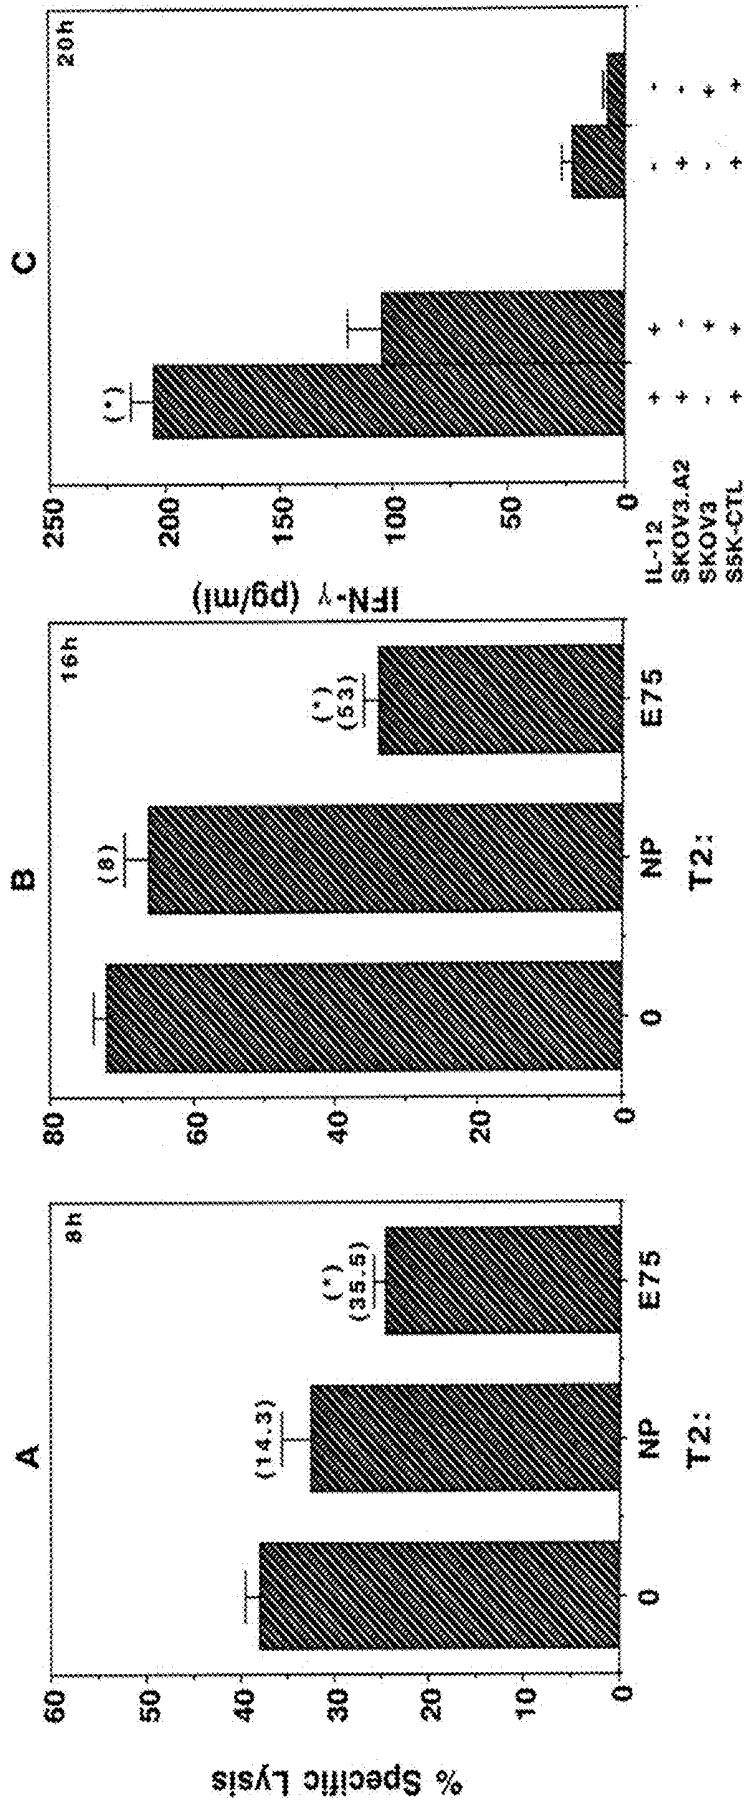 A
8h
% Specific Lysis
60
50
40
30
20
10
0
(14.3)
(*)
(35.5)
0 NP E75
T2:
B
16h
80
60
40
20
0
(8)
(*)
(53)
0 NP E75
T2:
C
20h
IFN-γ (pg/ml)
250
200
150
100
50
0
(*)
IL-12 + + - -
SKOV3.A2 + - + -
SKOV3 - + - +
S5K-CTL + + + +